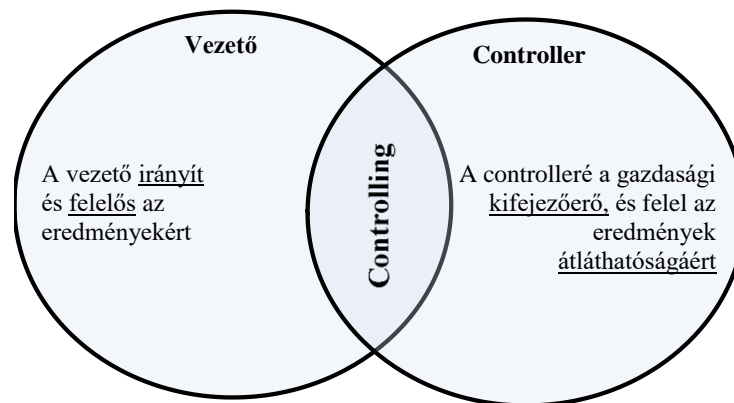 Vezető
A vezető irányít
és felelős az
eredményekért
Controlling
Controller
A controlleré a gazdasági
kifejezőerő, és felel az
eredmények
átláthatóságáért